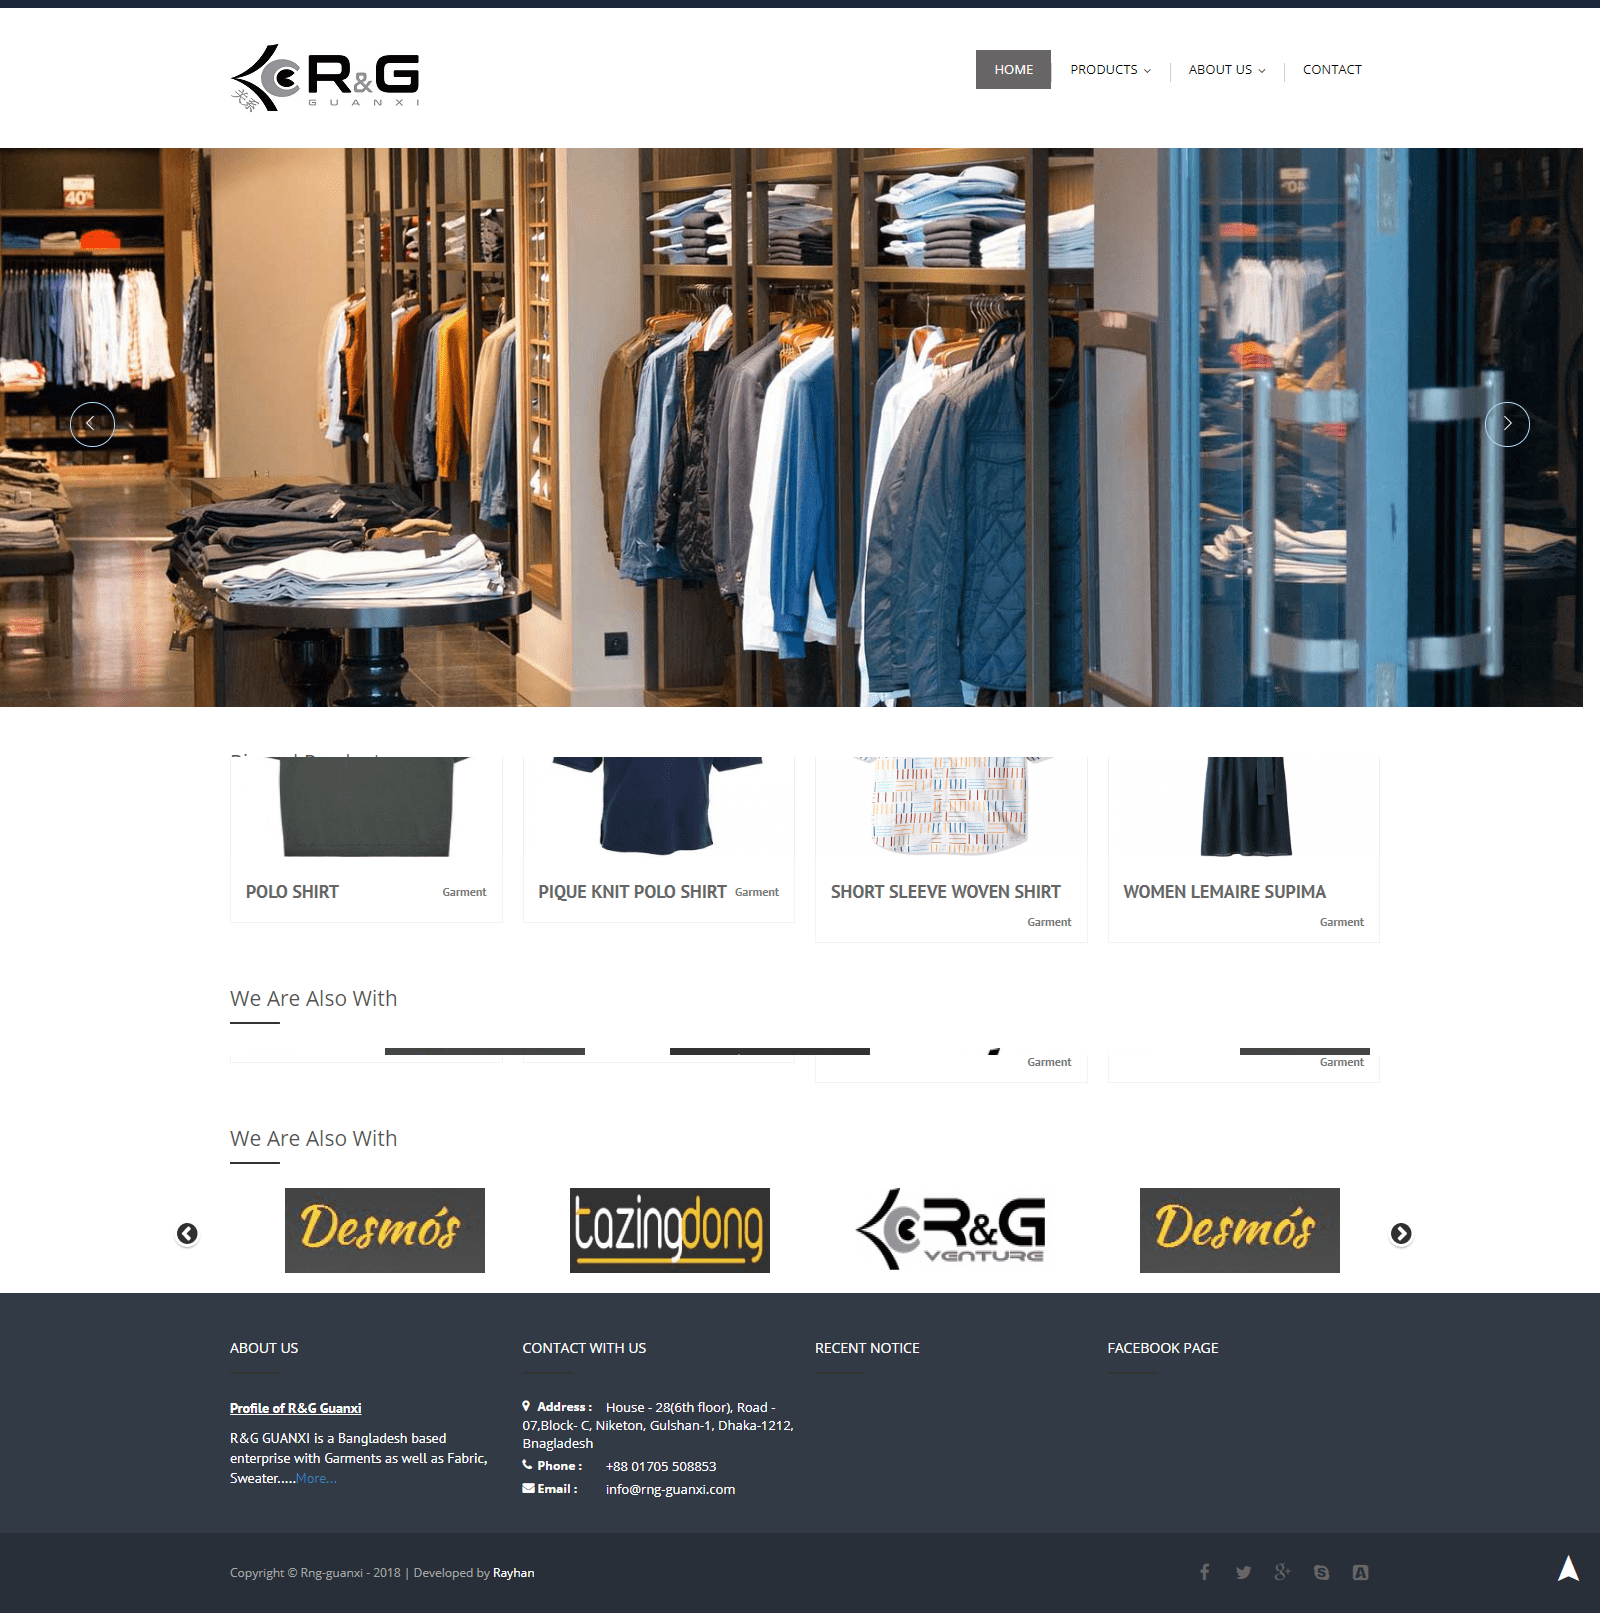 R&G
GUANXI
关系
HOME
PRODUCTS
ABOUT US
CONTACT
40%
POLO SHIRT
Garment
PIQUE KNIT POLO SHIRT
Garment
SHORT SLEEVE WOVEN SHIRT
Garment
WOMEN LEMAIRE SUPIMA
Garment
We Are Also With
Garment
Garment
We Are Also With
Desmós
tazingdong
R&G
VENTURE
Desmós
ABOUT US
Profile of R&G Guanxi
R&G GUANXI is a Bangladesh based
enterprise with Garments as well as Fabric,
Sweater.....More...
CONTACT WITH US
Address : House - 28(6th floor), Road -
07,Block- C, Niketon, Gulshan-1, Dhaka-1212,
Bnagladesh
Phone : +88 01705 508853
Email : info@rng-guanxi.com
RECENT NOTICE
FACEBOOK PAGE
Copyright © Rng-guanxi - 2018 | Developed by Rayhan